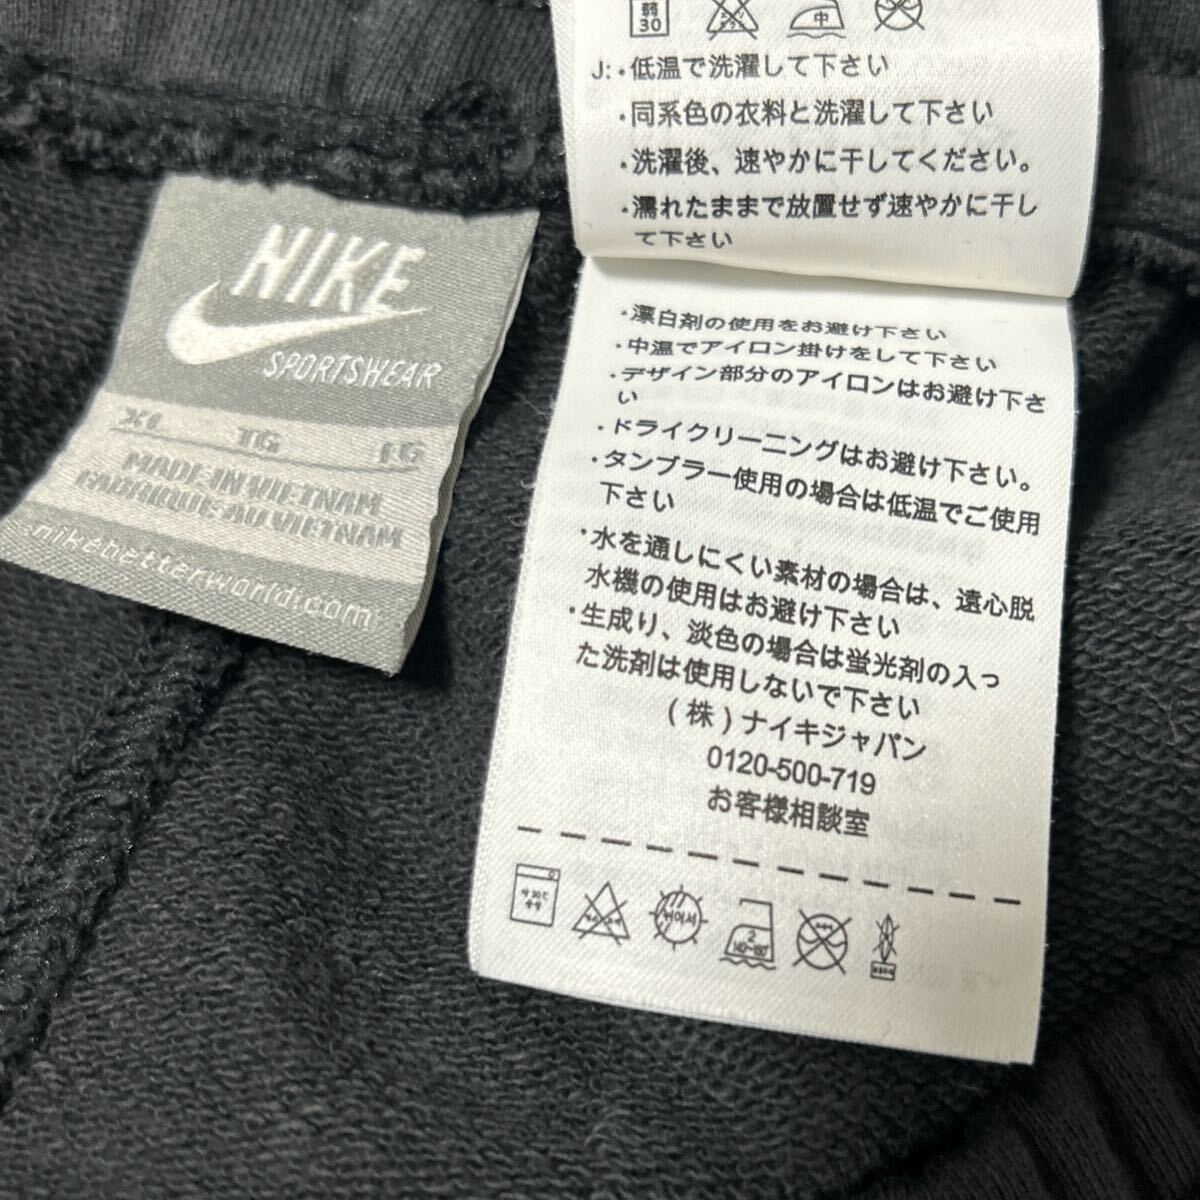 NIKE
SPORTSWEAR
XL TG EG
MADE IN VIETNAM
FABRIQUE AU VIETNAM
nikebetterworld.com
弱
30
中
J:・低温で洗濯して下さい
・同系色の衣料と洗濯して下さい
・洗濯後、速やかに干してください。
・濡れたままで放置せず速やかに干し
て下さい
・漂白剤の使用をお避け下さい
・中温でアイロン掛けをして下さい
・デザイン部分のアイロンはお避け下さ
い
・ドライクリーニングはお避け下さい。
・タンブラー使用の場合は低温でご使用
下さい
・水を通しにくい素材の場合は、遠心脱
水機の使用はお避け下さい
・生成り、淡色の場合は蛍光剤の入っ
た洗剤は使用しないで下さい
(株)ナイキジャパン
0120-500-719
お客様相談室
2